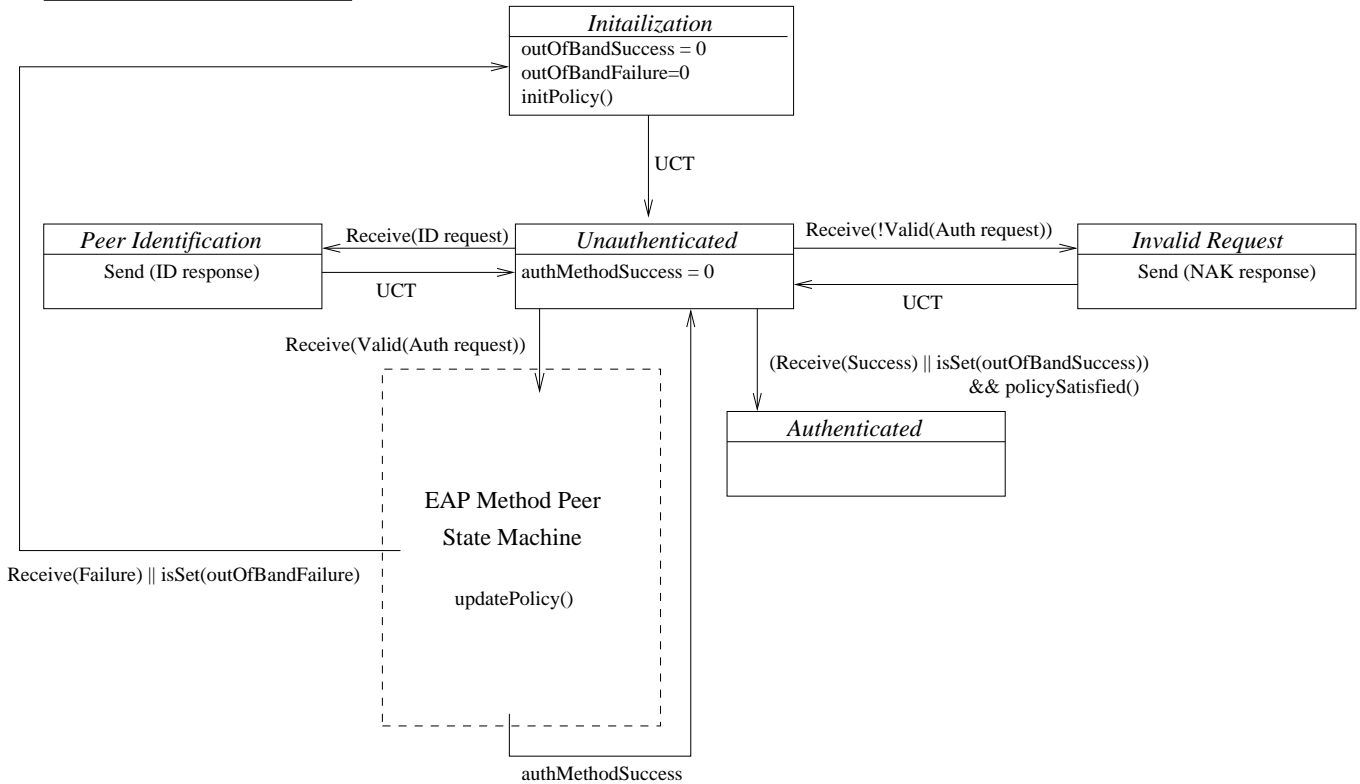 Initailization
outOfBandSuccess = 0
outOfBandFailure=0
initPolicy()
UCT
Peer Identification
Send (ID response)
Receive(ID request)
UCT
Unauthenticated
authMethodSuccess = 0
Receive(!Valid(Auth request))
UCT
Invalid Request
Send (NAK response)
Receive(Valid(Auth request))
(Receive(Success) || isSet(outOfBandSuccess))
&& policySatisfied()
Authenticated
EAP Method Peer
State Machine
updatePolicy()
Receive(Failure) || isSet(outOfBandFailure)
authMethodSuccess